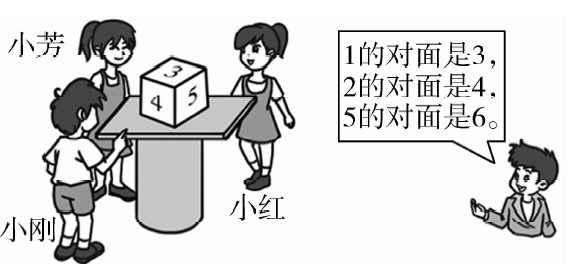 小芳
3
4 5
小红
小刚
1的对面是3,
2的对面是4,
5的对面是6。